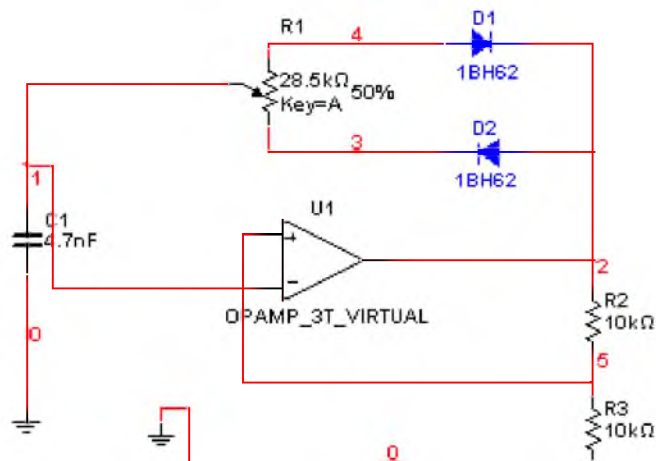 D1
R1
4
28.5kΩ
50%
Key=A
1BH62
D2
3
1BH62
1
C1
4.7nF
U1
+
−
2
OPAMP_3T_VIRTUAL
R2
10kΩ
0
5
R3
10kΩ
0